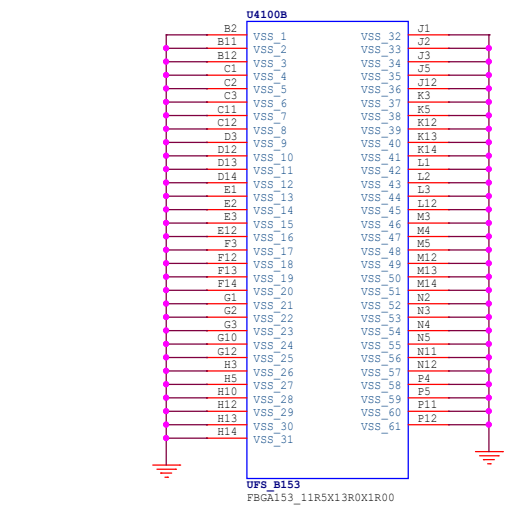 U4100B
B2 VSS_1 VSS_32 J1
B11 VSS_2 VSS_33 J2
B12 VSS_3 VSS_34 J3
C1 VSS_4 VSS_35 J5
C2 VSS_5 VSS_36 J12
C3 VSS_6 VSS_37 K3
C11 VSS_7 VSS_38 K5
C12 VSS_8 VSS_39 K12
D3 VSS_9 VSS_40 K13
D12 VSS_10 VSS_41 K14
D13 VSS_11 VSS_42 L1
D14 VSS_12 VSS_43 L2
E1 VSS_13 VSS_44 L3
E2 VSS_14 VSS_45 L12
E3 VSS_15 VSS_46 M3
E12 VSS_16 VSS_47 M4
F3 VSS_17 VSS_48 M5
F12 VSS_18 VSS_49 M12
F13 VSS_19 VSS_50 M13
F14 VSS_20 VSS_51 M14
G1 VSS_21 VSS_52 N2
G2 VSS_22 VSS_53 N3
G3 VSS_23 VSS_54 N4
G10 VSS_24 VSS_55 N5
G12 VSS_25 VSS_56 N11
H3 VSS_26 VSS_57 N12
H5 VSS_27 VSS_58 P4
H10 VSS_28 VSS_59 P5
H12 VSS_29 VSS_60 P11
H13 VSS_30 VSS_61 P12
H14 VSS_31
UFS_B153
FBGA153_11R5X13R0X1R00